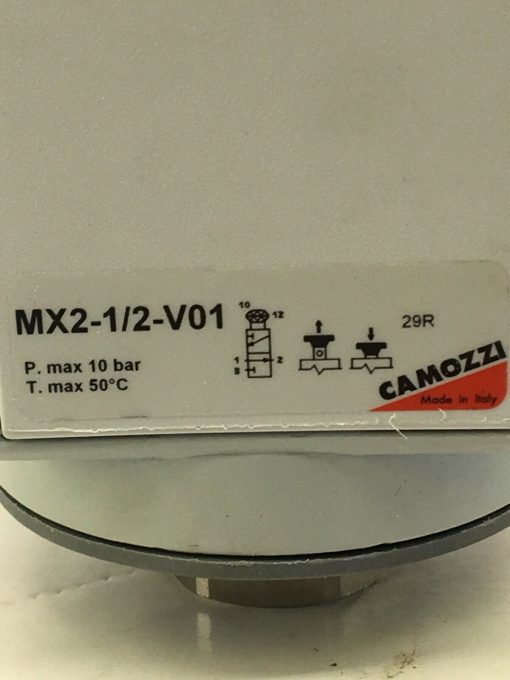 MX2-1/2-V01
P. max 10 bar
T. max 50°C
10
12
1
2
3
29R
CAMOZZI
Made in Italy